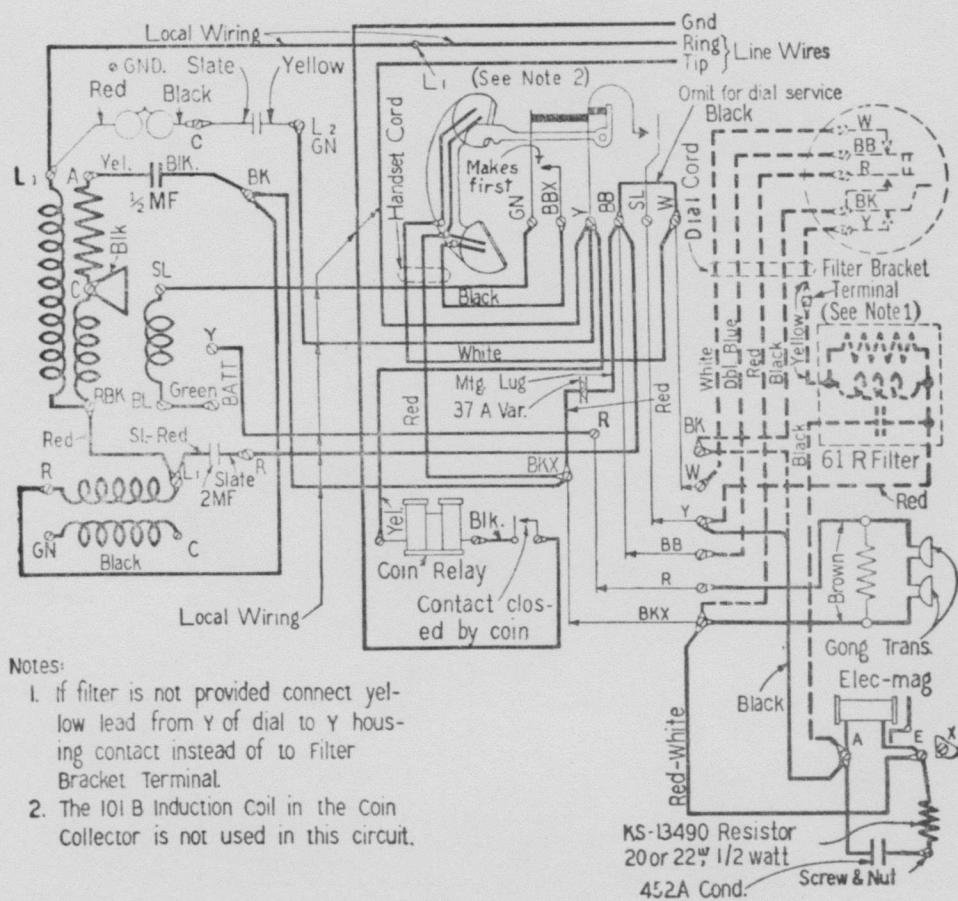 Gnd
Local Wiring
Ring
Tip
Line Wires
GND.
Slate
Yellow
L1
(See Note 2)
Omit for dial service
Black
Red
Black
C
L2
GN
W
BB
R
BK
Y
L1
A
Yel.
Blk.
BK
1/2 MF
Handset Cord
Makes
first
GN
BBX
Y
BB
SL
W
Dial Cord
Blk
C
SL
Black
Filter Bracket
Terminal
(See Note 1)
Y
BATT
White
White
Dbl Blue
Red
Black
Yellow
RBK
BL
Green
Mtg. Lug
37 A Var.
Red
Red
R
BK
Black
61 R Filter
Red
SL-Red
R
Slate
2MF
L1
R
BKX
W
Red
GN
Black
C
Yel.
Blk.
Coin Relay
Y
BB
R
BKX
Brown
Gong Trans.
Local Wiring
Contact clos-
ed by coin
Elec-mag
Black
Red-White
A
E
X
Notes:
1. If filter is not provided connect yel-
low lead from Y of dial to Y hous-
ing contact instead of to Filter
Bracket Terminal.
2. The 101 B Induction Coil in the Coin
Collector is not used in this circuit.
KS-13490 Resistor
20 or 22ω, 1/2 watt
452A Cond.
Screw & Nut